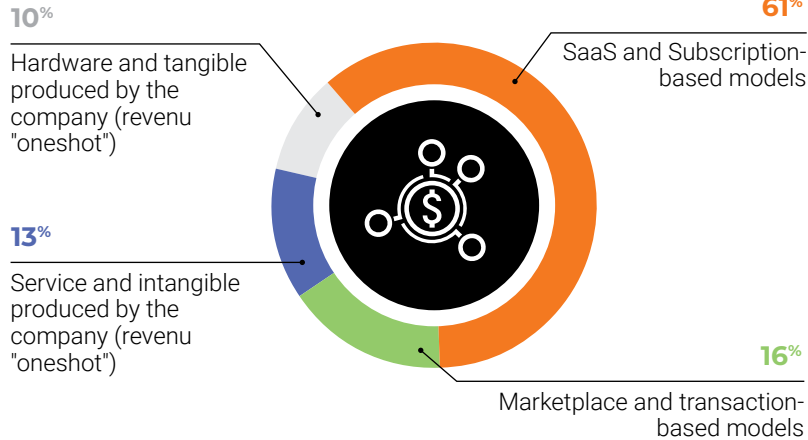 10%
Hardware and tangible
produced by the
company (revenu
"oneshot")
61%
SaaS and Subscription-
based models
13%
Service and intangible
produced by the
company (revenu
"oneshot")
$
16%
Marketplace and transaction-
based models